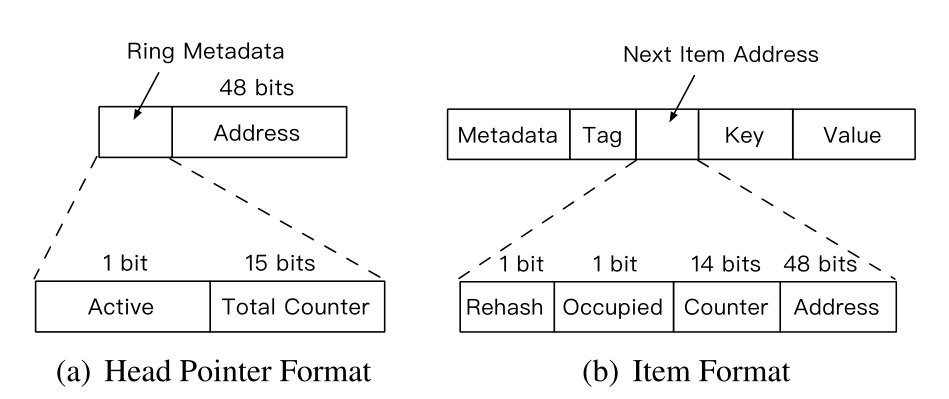 Ring Metadata
48 bits
Address
1 bit
15 bits
Active
Total Counter
(a) Head Pointer Format
Next Item Address
Metadata
Tag
Key
Value
1 bit
1 bit
14 bits
48 bits
Rehash
Occupied
Counter
Address
(b) Item Format